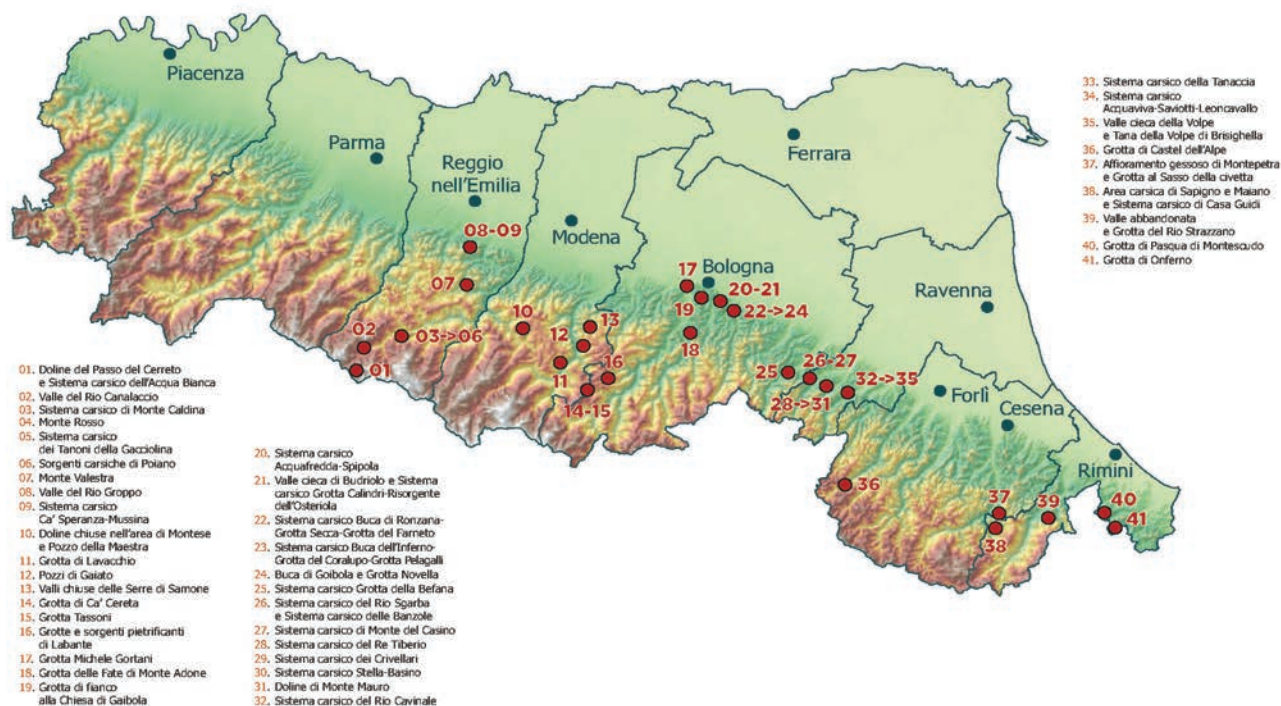 Piacenza
Parma
Reggio
nell'Emilia
Modena
Ferrara
Bologna
Ravenna
Forlì
Cesena
Rimini
08-09
07
02
03->06
01
10
13
12
11
16
14-15
17
20-21
19
22->24
18
25
26-27
32->35
28->31
36
37
39
38
40
41
01. Doline del Passo del Cerreto
e Sistema carsico dell'Acqua Bianca
02. Valle del Rio Canalaccio
03. Sistema carsico di Monte Caldina
04. Monte Rosso
05. Sistema carsico
dei Tanoni della Gacciolina
06. Sorgenti carsiche di Poiano
07. Monte Valestra
08. Valle del Rio Groppo
09. Sistema carsico
Ca' Speranza-Mussina
10. Doline chiuse nell'area di Montese
e Pozzo della Maestra
11. Grotta di Lavacchio
12. Pozzi di Gaiato
13. Valli chiuse delle Serre di Samone
14. Grotta di Ca' Cereta
15. Grotta Tassoni
16. Grotte e sorgenti pietrificanti
di Labante
17. Grotta Michele Gortani
18. Grotta delle Fate di Monte Adone
19. Grotta di fianco
alla Chiesa di Gaibola
20. Sistema carsico
Acquafredda-Spipola
21. Valle cieca di Budriolo e Sistema
carsico Grotta Calindri-Risorgente
dell'Osteriola
22. Sistema carsico Buca di Ronzana-
Grotta Secca-Grotta del Farneto
23. Sistema carsico Buca dell'Inferno-
Grotta del Coralupo-Grotta Pelagalli
24. Buca di Goibola e Grotta Novella
25. Sistema carsico Grotta della Befana
26. Sistema carsico del Rio Sgarba
e Sistema carsico delle Banzole
27. Sistema carsico di Monte del Casino
28. Sistema carsico del Re Tiberio
29. Sistema carsico dei Crivellari
30. Sistema carsico Stella-Basino
31. Doline di Monte Mauro
32. Sistema carsico del Rio Cavinale
33. Sistema carsico della Tanaccia
34. Sistema carsico
Acquaviva-Saviotti-Leoncavallo
35. Valle cieca della Volpe
e Tana della Volpe di Brisighella
36. Grotta di Castel dell'Alpe
37. Affioramento gessoso di Montepetra
e Grotta al Sasso della civetta
38. Area carsica di Sapigno e Maiano
e Sistema carsico di Casa Guidi
39. Valle abbandonata
e Grotta del Rio Strazzano
40. Grotta di Pasqua di Montescudo
41. Grotta di Onferno